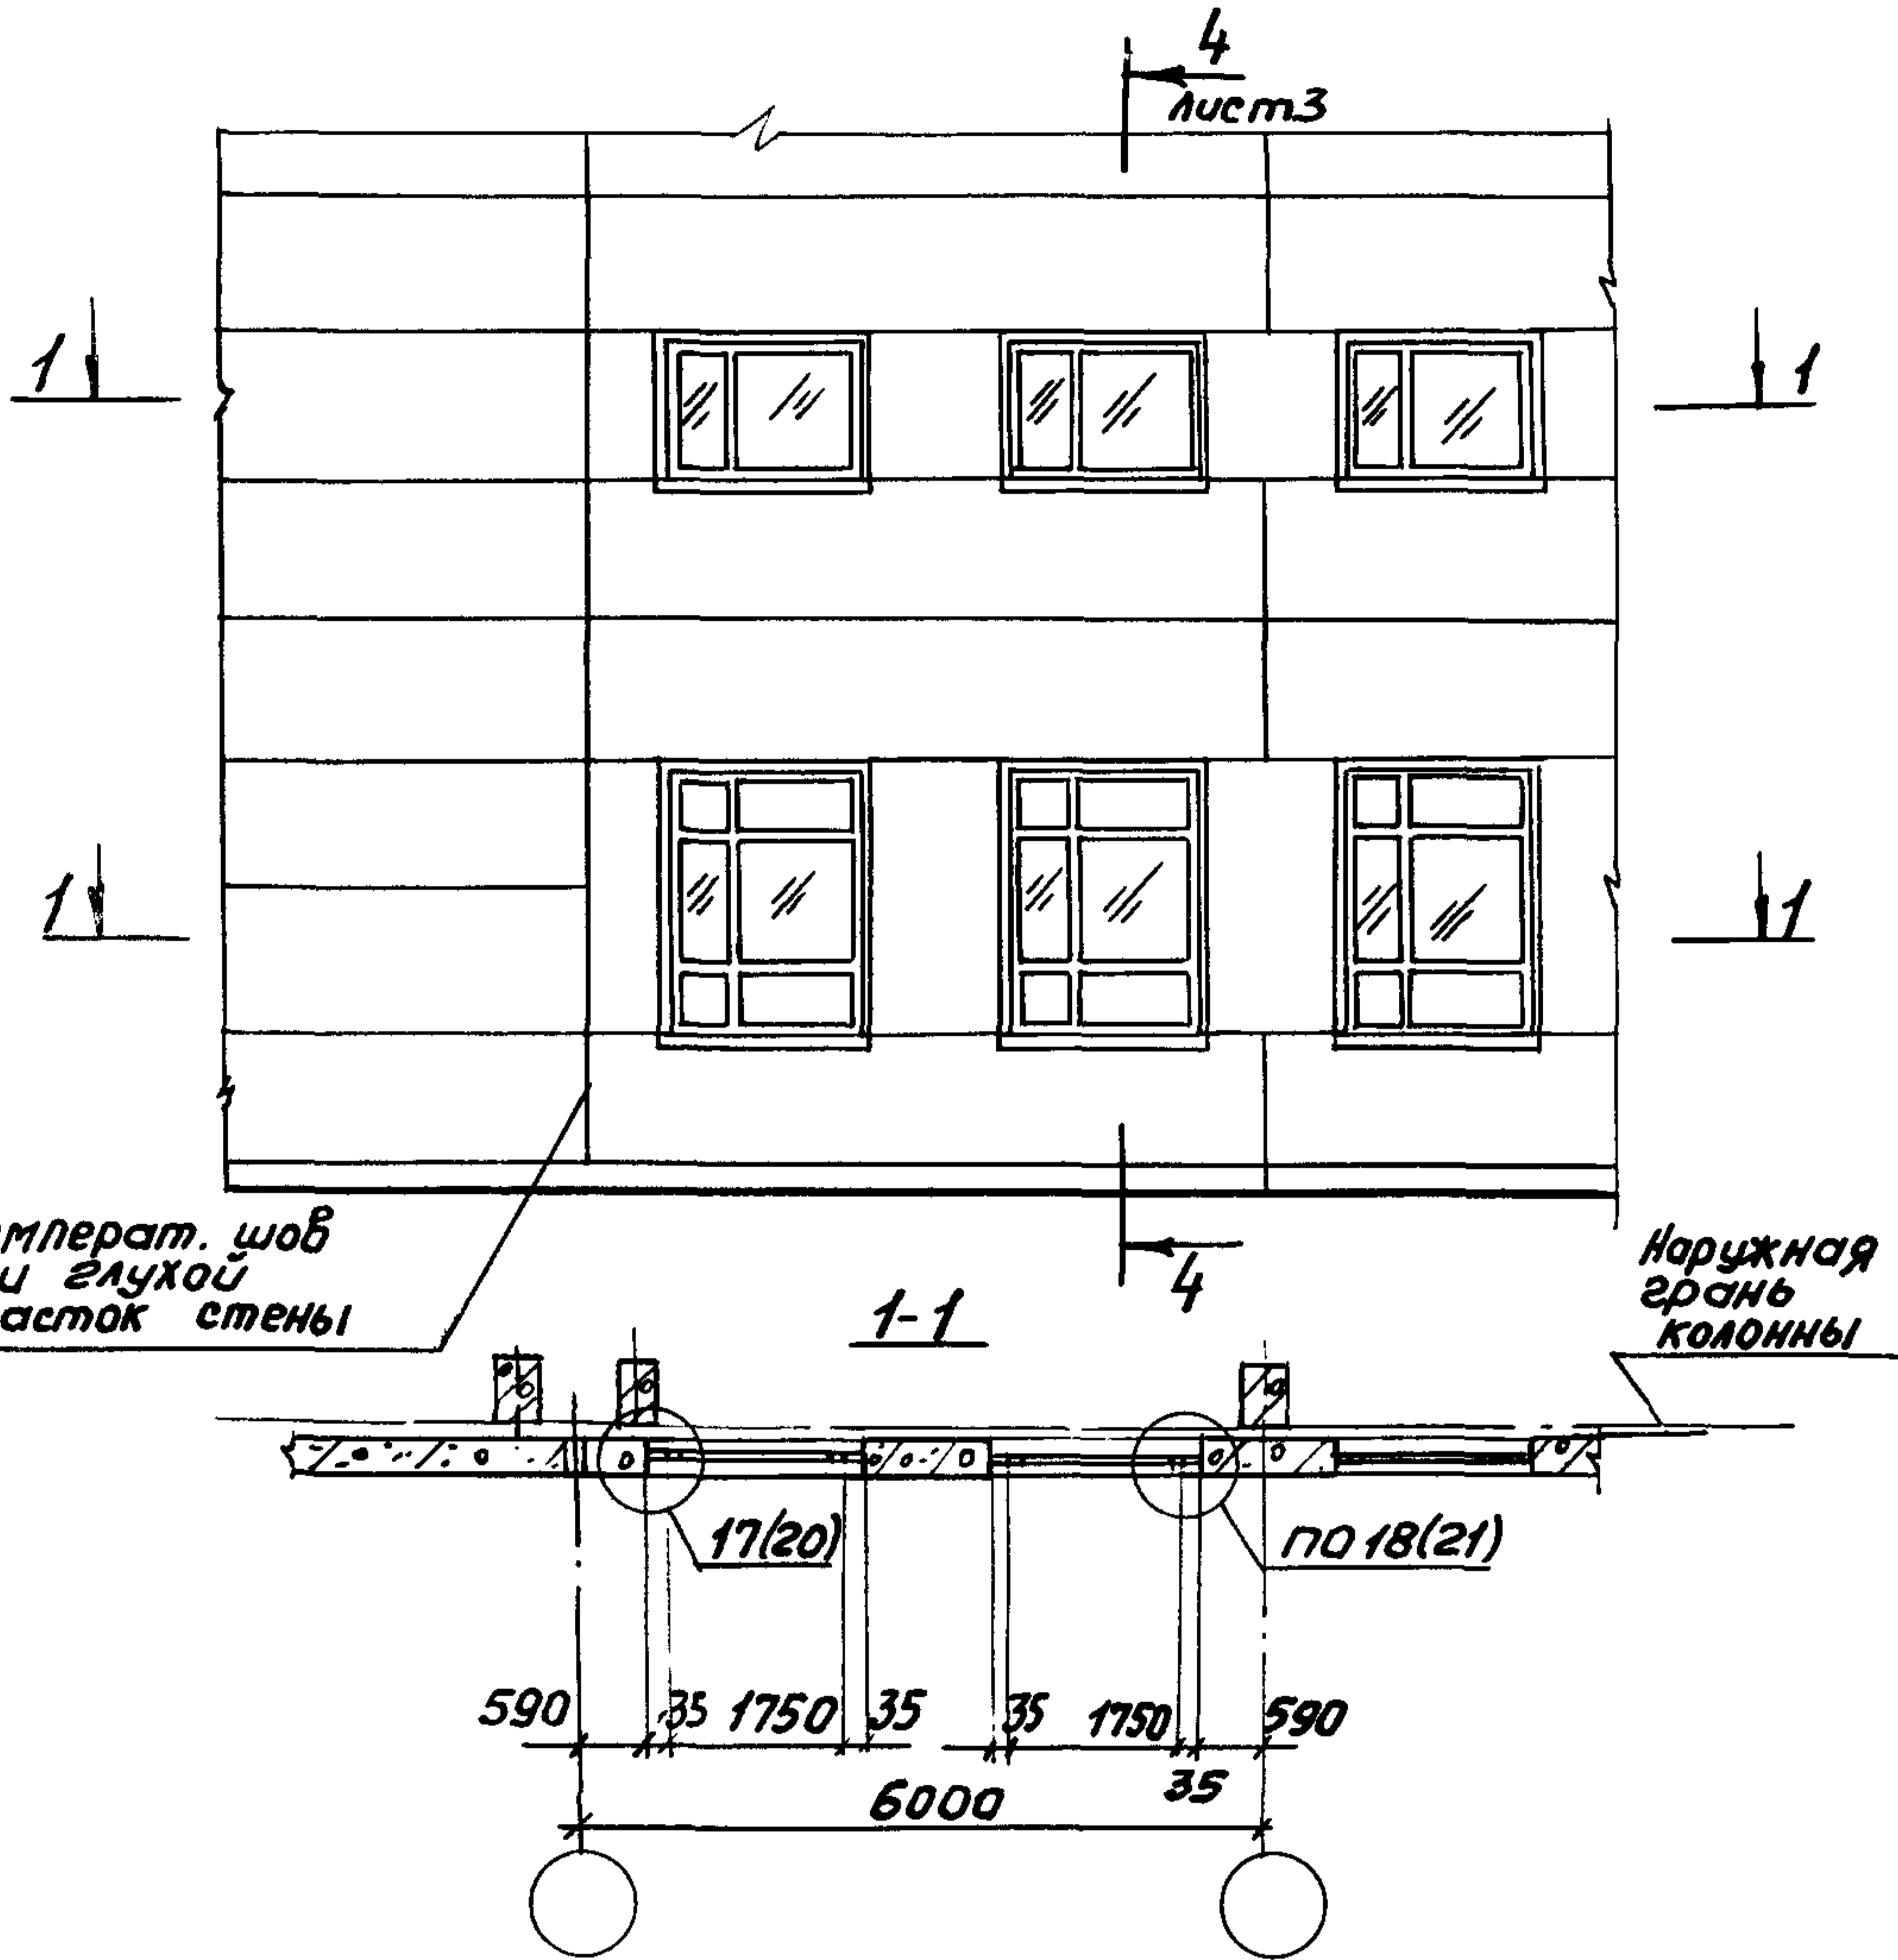 4
лист3
1
1
1
1
мперат. шов
и глухой
асток стены
4
1-1
Наружная
грань
колонны
17(20)
по 18(21)
590 35 1750 35 35 1750 590
35
6000